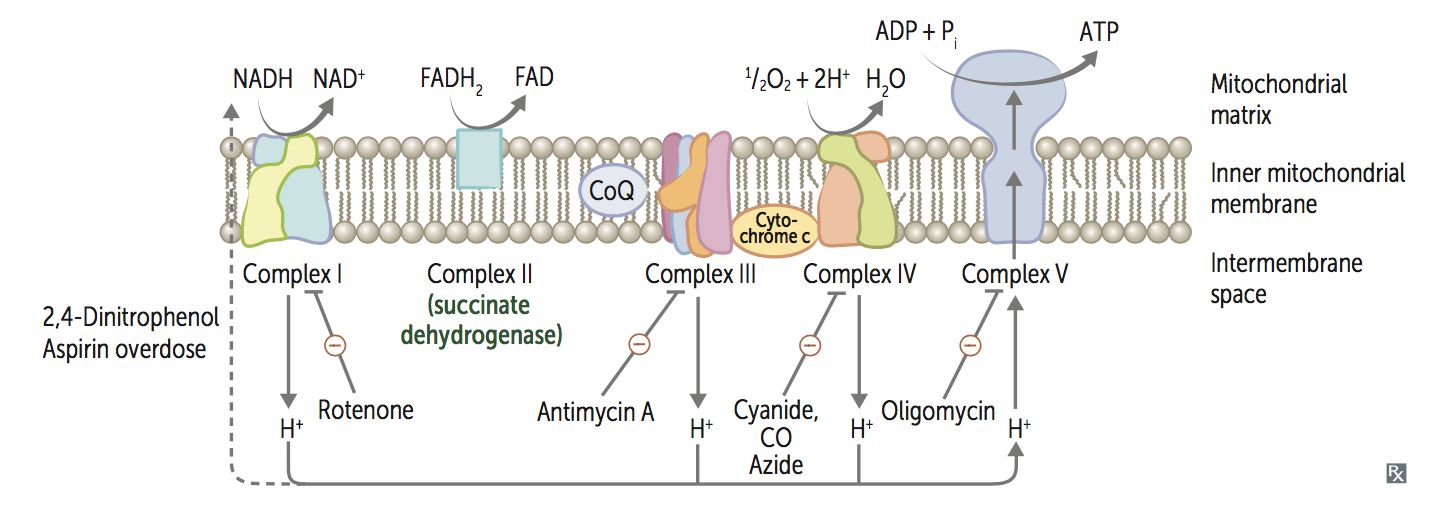 ADP + Pi
ATP
NADH
NAD+
FADH2
FAD
1/2O2 + 2H+
H2O
Mitochondrial
matrix
CoQ
Cyto-
chrome c
Inner mitochondrial
membrane
Complex I
Complex II
(succinate
dehydrogenase)
Complex III
Complex IV
Complex V
Intermembrane
space
2,4-Dinitrophenol
Aspirin overdose
Rotenone
Antimycin A
Cyanide,
CO
Azide
Oligomycin
H+
H+
H+
H+
Rx